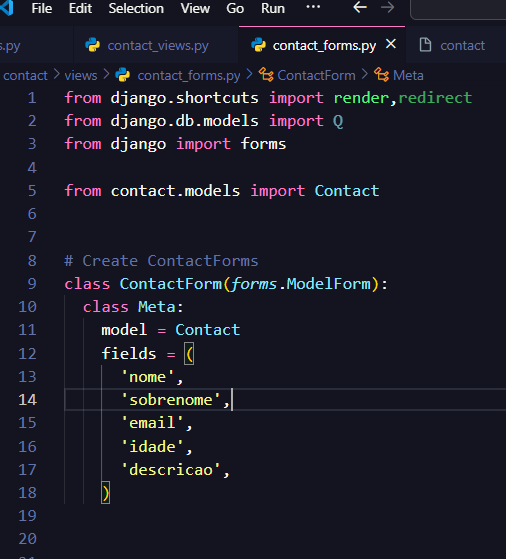 File Edit Selection View Go Run ··· ← →
s.py contact_views.py contact_forms.py × contact
contact > views > contact_forms.py > ContactForm > Meta
1 from django.shortcuts import render,redirect
2 from django.db.models import Q
3 from django import forms
4
5 from contact.models import Contact
6
7
8 # Create ContactForms
9 class ContactForm(forms.ModelForm):
10 class Meta:
11 model = Contact
12 fields = (
13 'nome',
14 'sobrenome',
15 'email',
16 'idade',
17 'descricao',
18 )
19
20